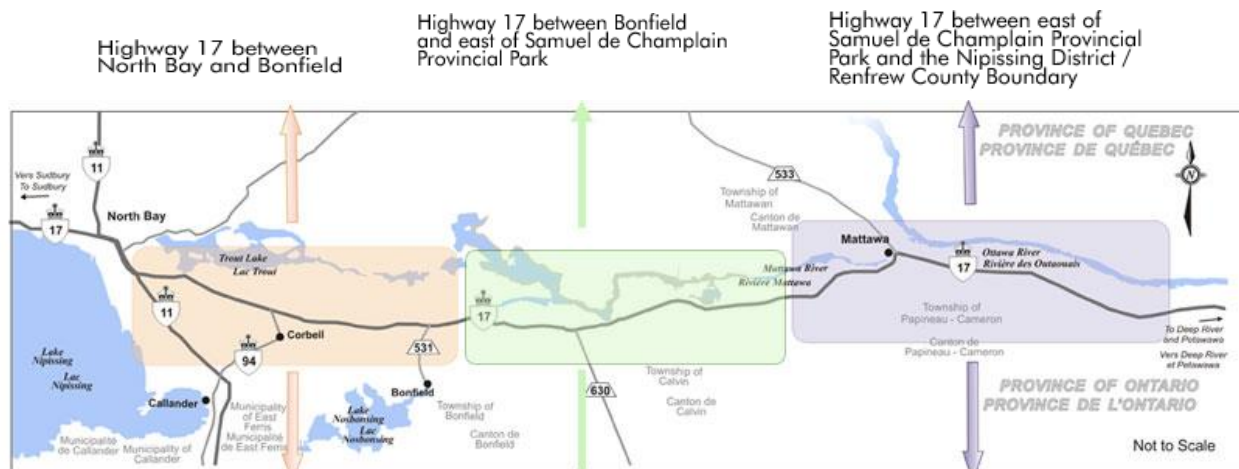 Highway 17 between
North Bay and Bonfield
Highway 17 between Bonfield
and east of Samuel de Champlain
Provincial Park
Highway 17 between east of
Samuel de Champlain Provincial
Park and the Nipissing District /
Renfrew County Boundary
PROVINCE OF QUEBEC
PROVINCE DE QUÉBEC
N
11
Vers Sudbury
To Sudbury
17
North Bay
533
Township of
Mattawan
Canton de
Mattawan
Mattawa
Trout Lake
Lac Trout
Mattawa River
Rivière Mattawa
17
Ottawa River
Rivière des Outaouais
11
17
Corbeil
94
531
Township of
Papineau - Cameron
Canton de
Papineau - Cameron
To Deep River
and Petawawa
Vers Deep River
et Petawawa
Lake
Nipissing
Lac
Nipissing
Callander
Bonfield
630
Township of
Calvin
Canton de
Calvin
Municipality
of East
Ferris
Municipalité
de East Ferris
Lake
Nosbonsing
Lac
Nosbonsing
Township of
Bonfield
Canton de
Bonfield
PROVINCE OF ONTARIO
PROVINCE DE L'ONTARIO
Municipalité
de Callander
Municipality of
Callander
Not to Scale